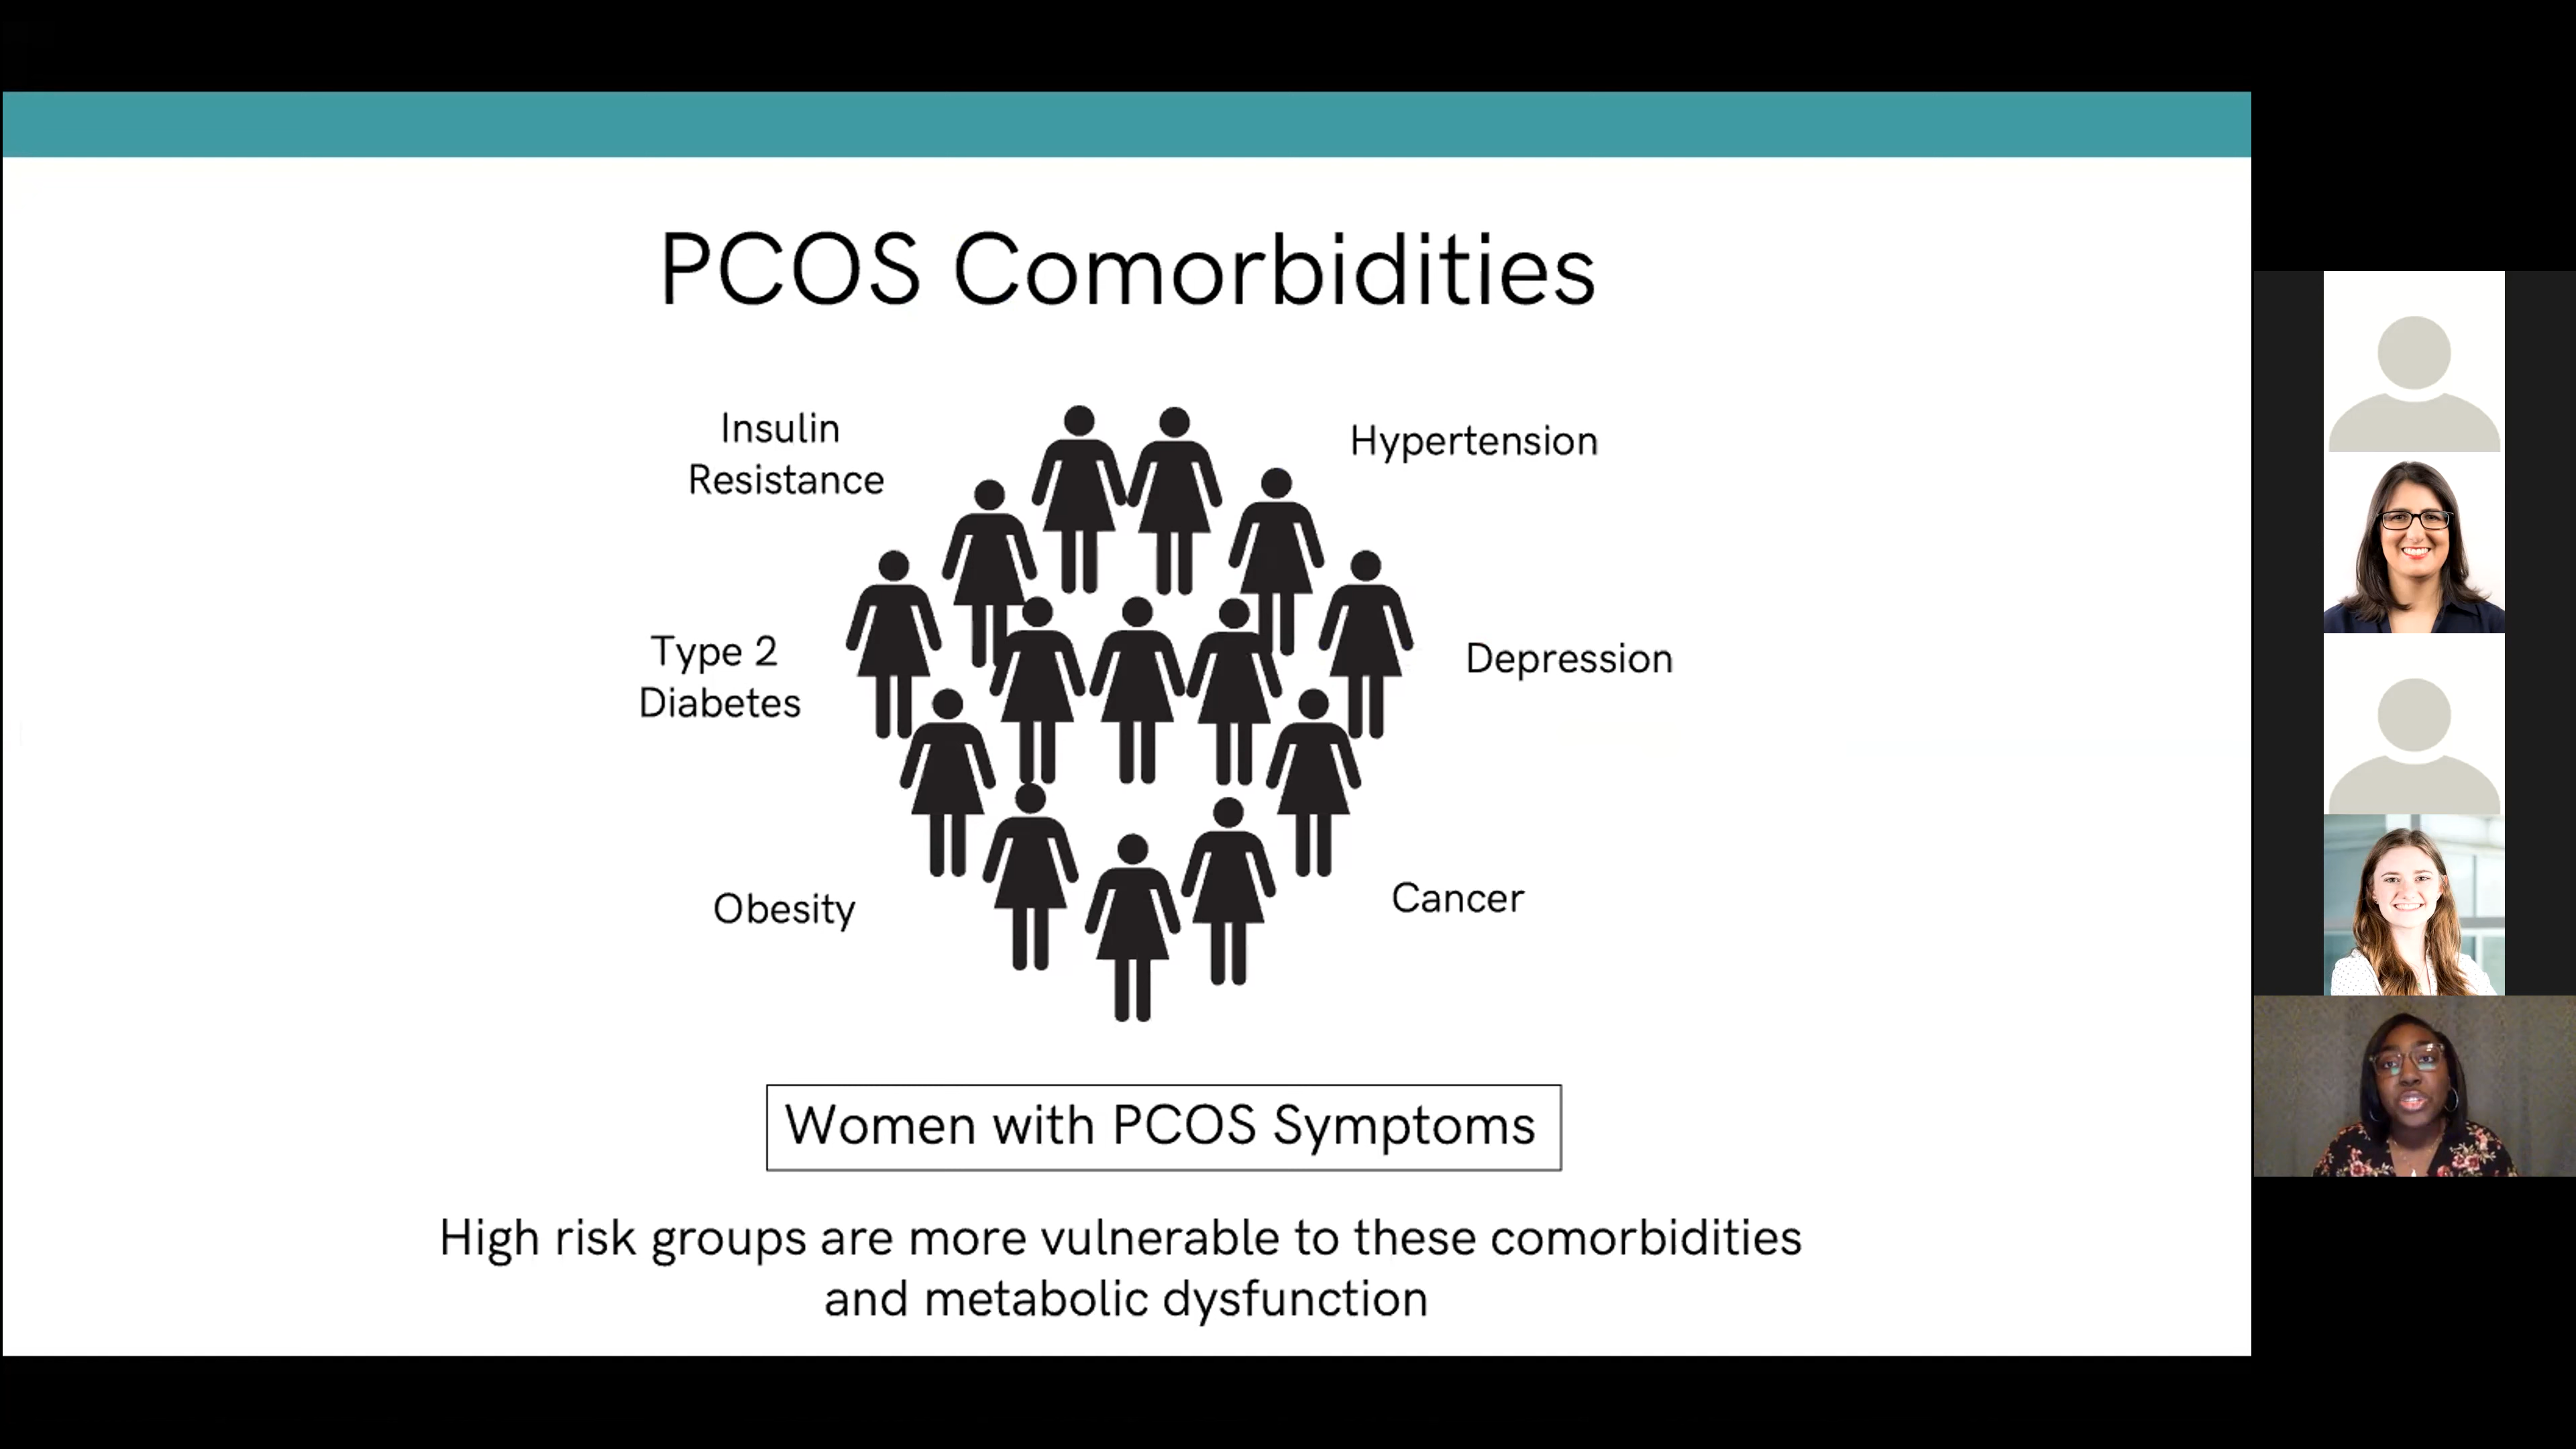 PCOS Comorbidities
Insulin
Resistance
Hypertension
Type 2
Diabetes
Depression
Obesity
Cancer
Women with PCOS Symptoms
High risk groups are more vulnerable to these comorbidities
and metabolic dysfunction